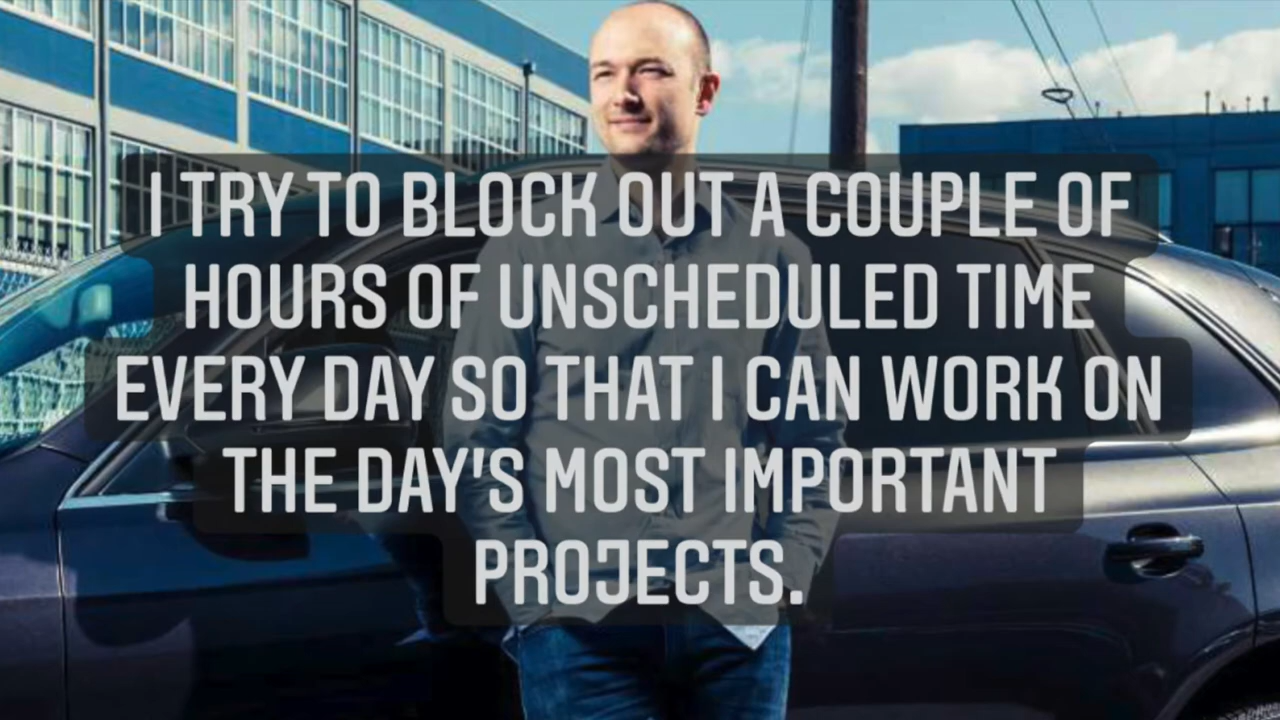 I TRY TO BLOCK OUT A COUPLE OF
HOURS OF UNSCHEDULED TIME
EVERY DAY SO THAT I CAN WORK ON
THE DAY'S MOST IMPORTANT
PROJECTS.